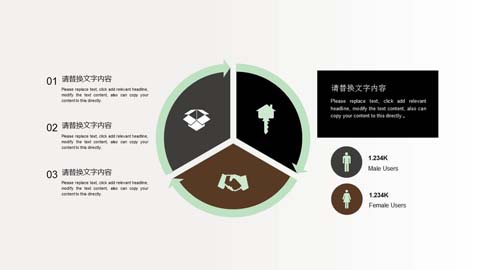 01
请替换文字内容
Please replace text, click add relevant headline,
modify the text content, also can copy your
content to this directly.
02
请替换文字内容
Please replace text, click add relevant headline,
modify the text content, also can copy your
content to this directly.
03
请替换文字内容
Please replace text, click add relevant headline,
modify the text content, also can copy your
content to this directly.
请替换文字内容
Please replace text, click add relevant
headline, modify the text content, also can
copy your content to this directly 。
1.234K
Male Users
1.234K
Female Users